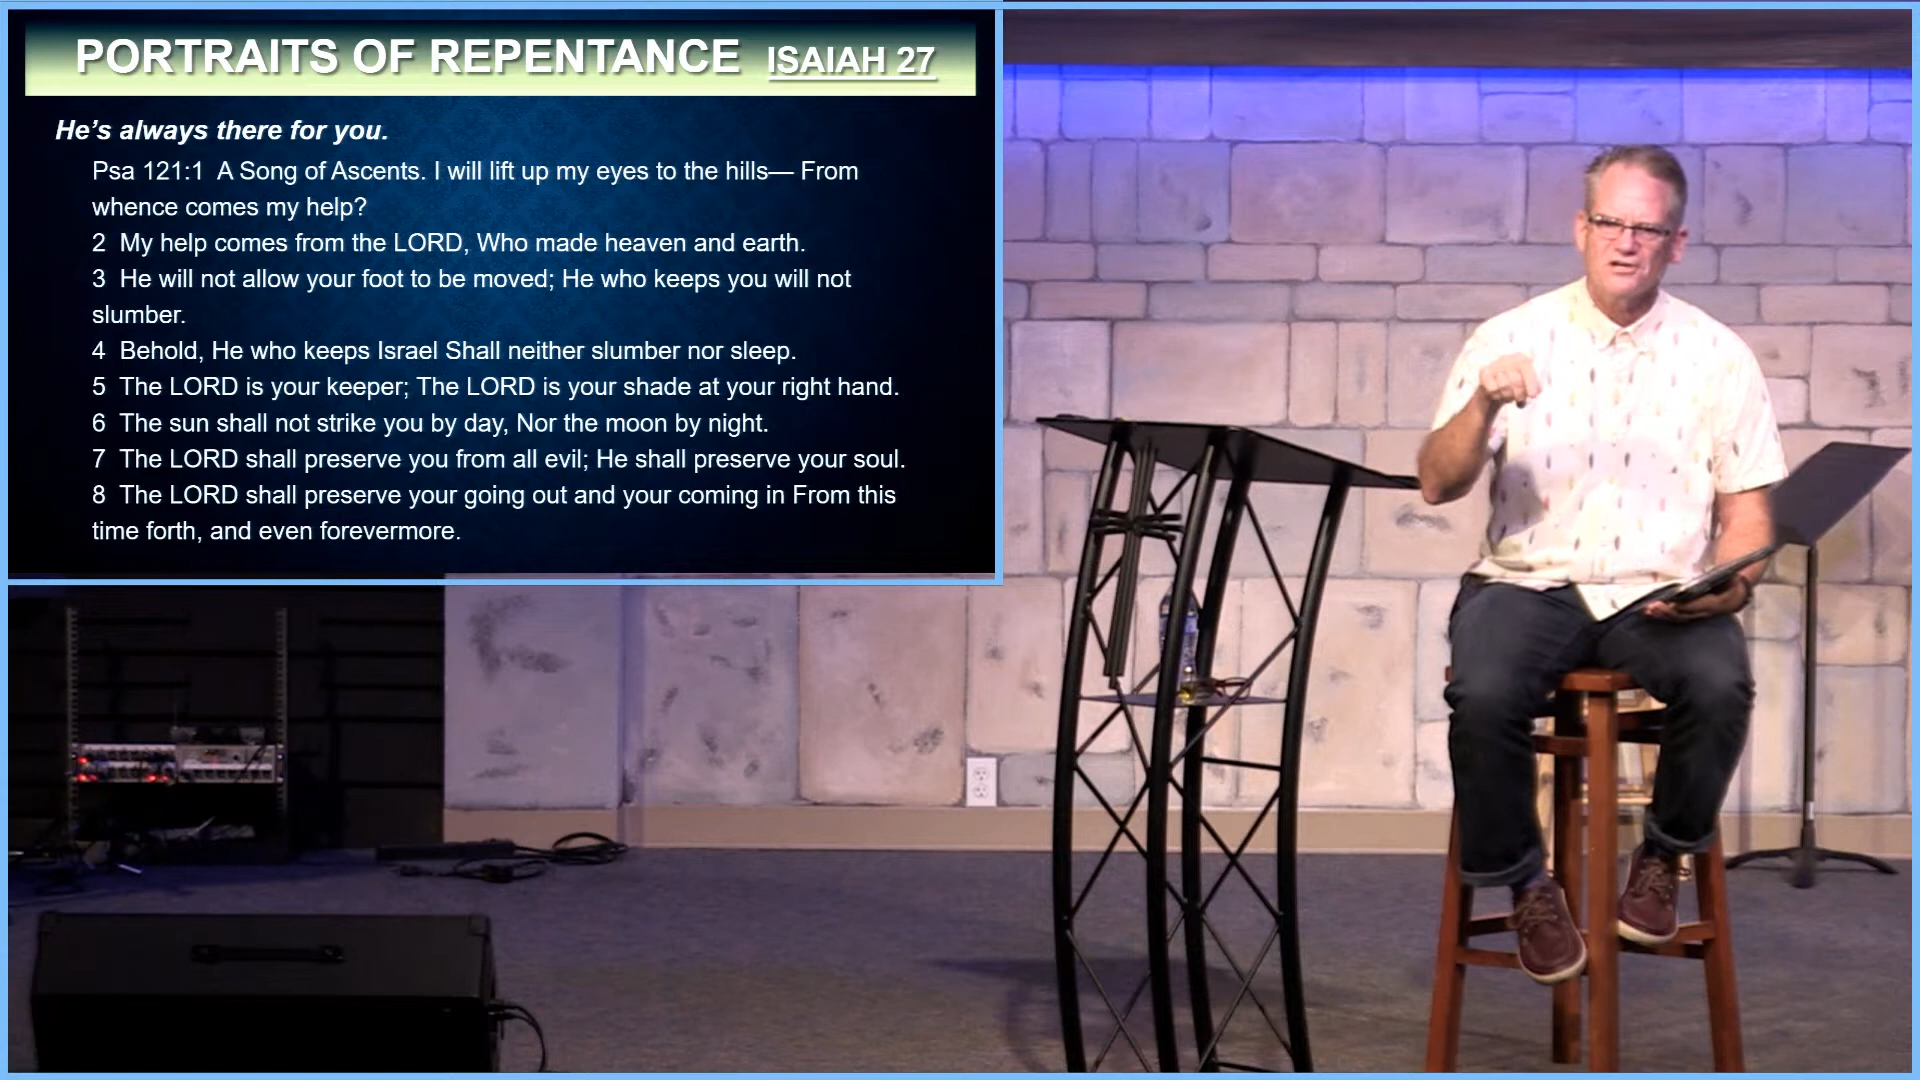 PORTRAITS OF REPENTANCE ISAIAH 27
He's always there for you.
Psa 121:1 A Song of Ascents. I will lift up my eyes to the hills— From
whence comes my help?
2 My help comes from the LORD, Who made heaven and earth.
3 He will not allow your foot to be moved; He who keeps you will not
slumber.
4 Behold, He who keeps Israel Shall neither slumber nor sleep.
5 The LORD is your keeper; The LORD is your shade at your right hand.
6 The sun shall not strike you by day, Nor the moon by night.
7 The LORD shall preserve you from all evil; He shall preserve your soul.
8 The LORD shall preserve your going out and your coming in From this
time forth, and even forevermore.